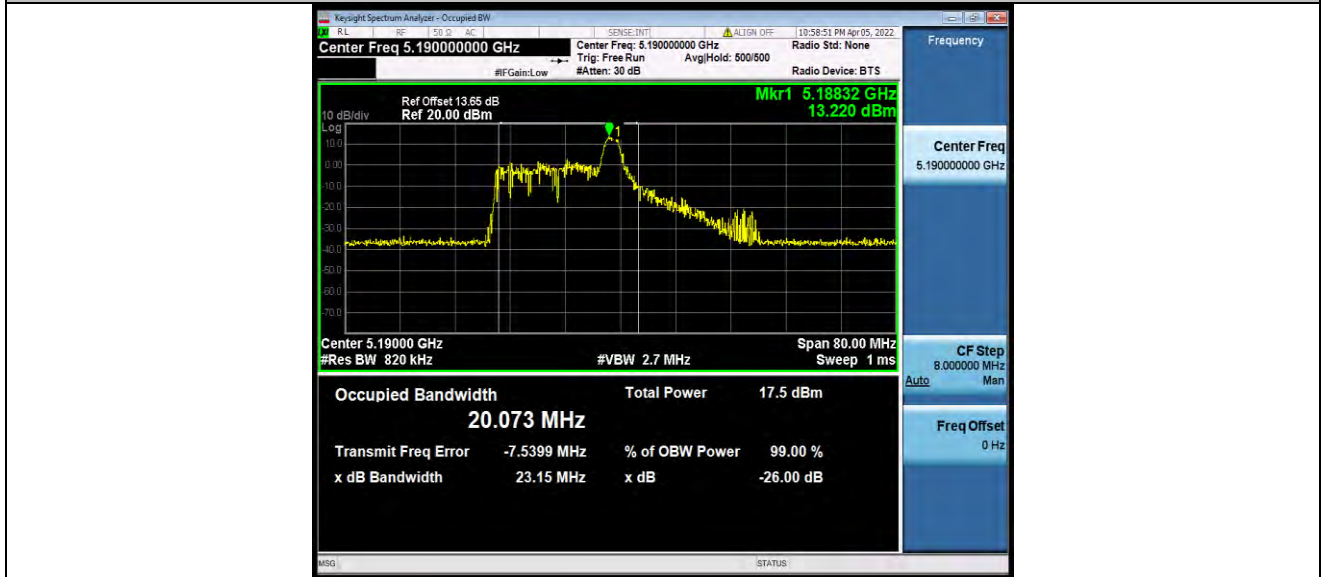 Keysight Spectrum Analyzer - Occupied BW
RL RF 50 Ω AC SENSE:INT ALIGN OFF 10:58:51 PM Apr 05, 2022
Center Freq 5.190000000 GHz
Center Freq: 5.190000000 GHz
Radio Std: None
Trig: Free Run Avg|Hold: 500/500
#IFGain:Low #Atten: 30 dB Radio Device: BTS
Frequency
Mkr1 5.18832 GHz
13.220 dBm
Ref Offset 13.65 dB
10 dB/div Ref 20.00 dBm
Log
1
10.0
0.00
-10.0
-20.0
-30.0
-40.0
-50.0
-60.0
-70.0
Center 5.19000 GHz Span 80.00 MHz
#Res BW 820 kHz #VBW 2.7 MHz Sweep 1 ms
Occupied Bandwidth Total Power 17.5 dBm
20.073 MHz
Transmit Freq Error -7.5399 MHz % of OBW Power 99.00 %
x dB Bandwidth 23.15 MHz x dB -26.00 dB
Center Freq
5.190000000 GHz
CF Step
8.000000 MHz
Auto Man
Freq Offset
0 Hz
MSG STATUS